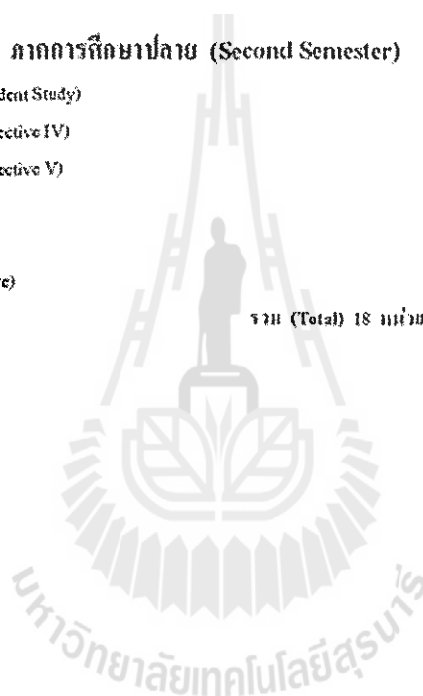 ภาคการศึกษาปลาย (Second Semester)
dent Study)
ective IV)
ective V)
e)
รวม (Total) 18 หน่วย
มหาวิทยาลัยเทคโนโลยีสุรนารี